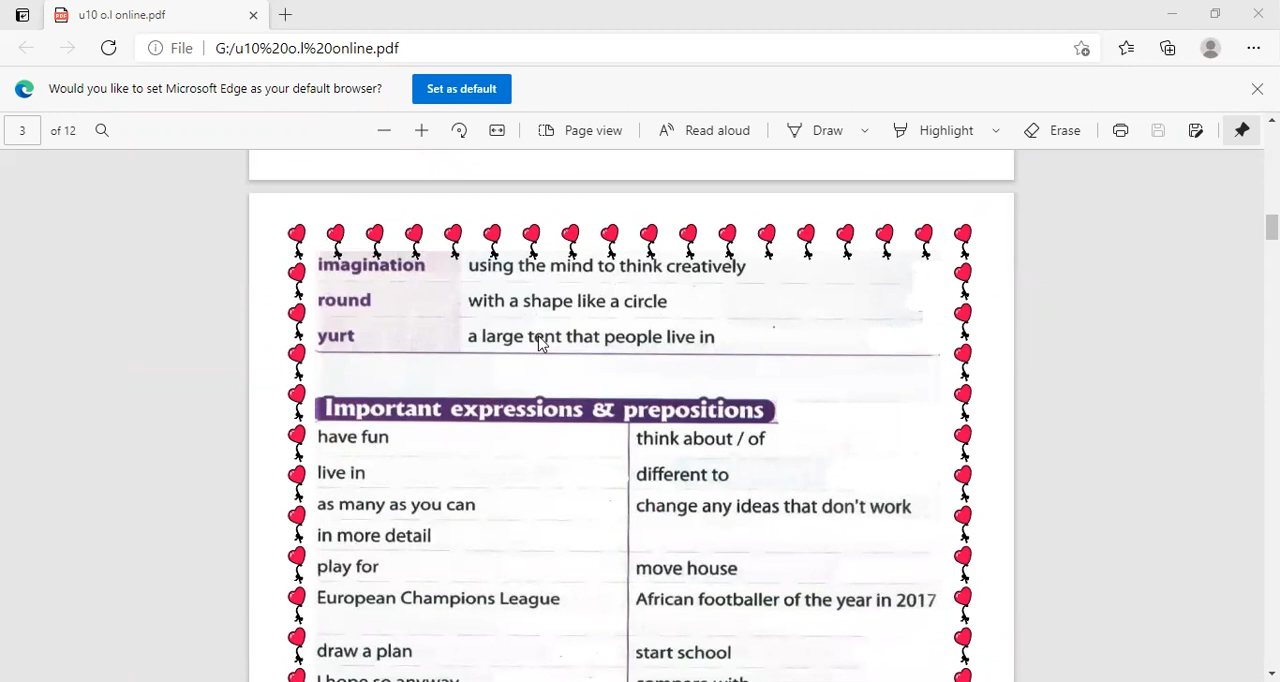 u10 o.l online.pdf
File G:/u10%20o.l%20online.pdf
Would you like to set Microsoft Edge as your default browser? Set as default
3 of 12 Page view Read aloud Draw Highlight Erase
imagination using the mind to think creatively
round with a shape like a circle
yurt a large tent that people live in
Important expressions & prepositions
have fun think about / of
live in different to
as many as you can change any ideas that don't work
in more detail
play for move house
European Champions League African footballer of the year in 2017
draw a plan start school
I hope so anyway compare with